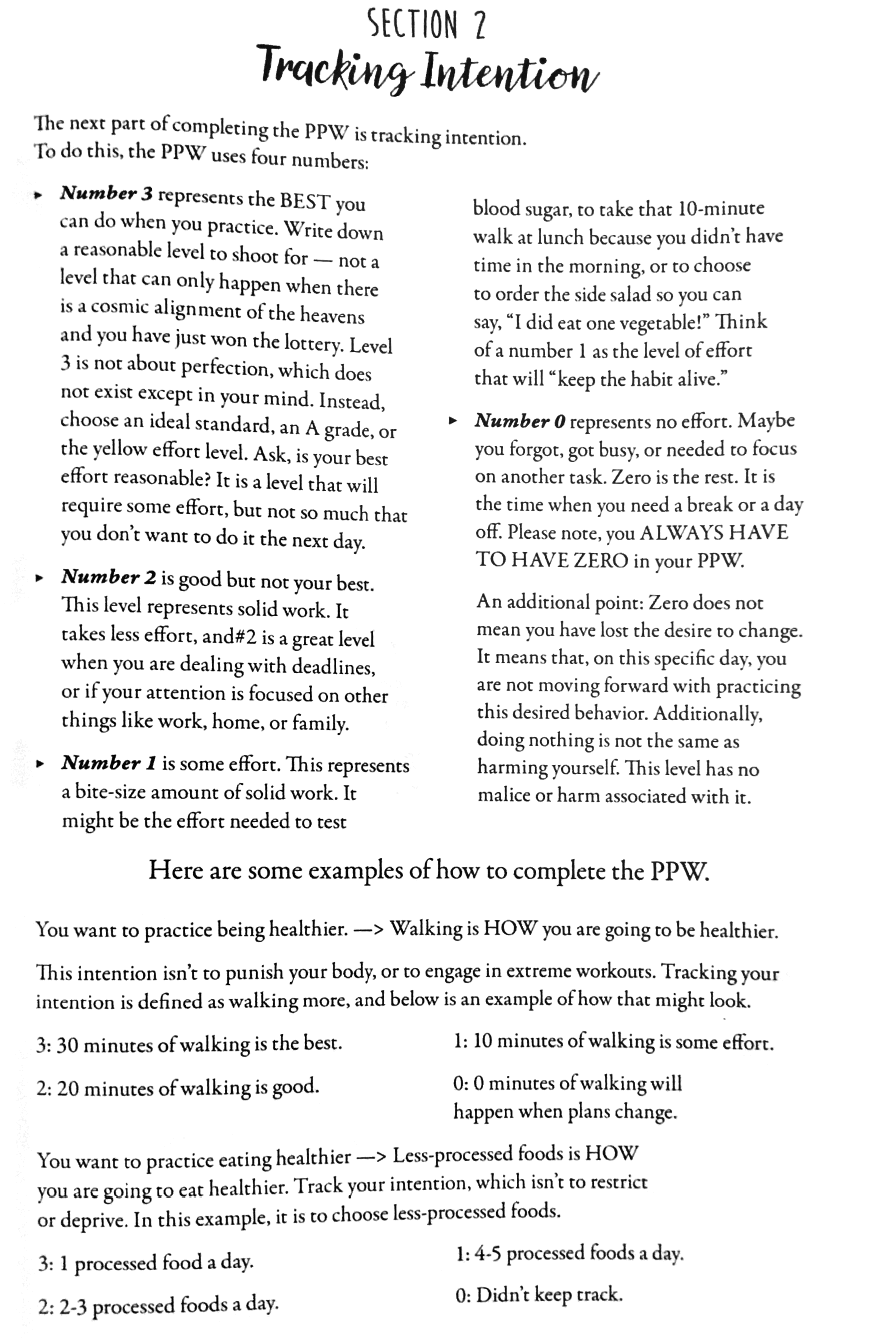 SECTION 2
Tracking Intention
The next part of completing the PPW is tracking intention.
To do this, the PPW uses four numbers:
▸ Number 3 represents the BEST you
can do when you practice. Write down
a reasonable level to shoot for — not a
level that can only happen when there
is a cosmic alignment of the heavens
and you have just won the lottery. Level
3 is not about perfection, which does
not exist except in your mind. Instead,
choose an ideal standard, an A grade, or
the yellow effort level. Ask, is your best
effort reasonable? It is a level that will
require some effort, but not so much that
you don't want to do it the next day.
▸ Number 2 is good but not your best.
This level represents solid work. It
takes less effort, and#2 is a great level
when you are dealing with deadlines,
or if your attention is focused on other
things like work, home, or family.
▸ Number 1 is some effort. This represents
a bite-size amount of solid work. It
might be the effort needed to test
blood sugar, to take that 10-minute
walk at lunch because you didn't have
time in the morning, or to choose
to order the side salad so you can
say, “I did eat one vegetable!” Think
of a number 1 as the level of effort
that will “keep the habit alive.”
▸ Number 0 represents no effort. Maybe
you forgot, got busy, or needed to focus
on another task. Zero is the rest. It is
the time when you need a break or a day
off. Please note, you ALWAYS HAVE
TO HAVE ZERO in your PPW.
An additional point: Zero does not
mean you have lost the desire to change.
It means that, on this specific day, you
are not moving forward with practicing
this desired behavior. Additionally,
doing nothing is not the same as
harming yourself. This level has no
malice or harm associated with it.
Here are some examples of how to complete the PPW.
You want to practice being healthier. —> Walking is HOW you are going to be healthier.
This intention isn't to punish your body, or to engage in extreme workouts. Tracking your
intention is defined as walking more, and below is an example of how that might look.
3: 30 minutes of walking is the best.
2: 20 minutes of walking is good.
1: 10 minutes of walking is some effort.
0: 0 minutes of walking will
happen when plans change.
You want to practice eating healthier —> Less-processed foods is HOW
you are going to eat healthier. Track your intention, which isn't to restrict
or deprive. In this example, it is to choose less-processed foods.
3: 1 processed food a day.
2: 2-3 processed foods a day.
1: 4-5 processed foods a day.
0: Didn't keep track.